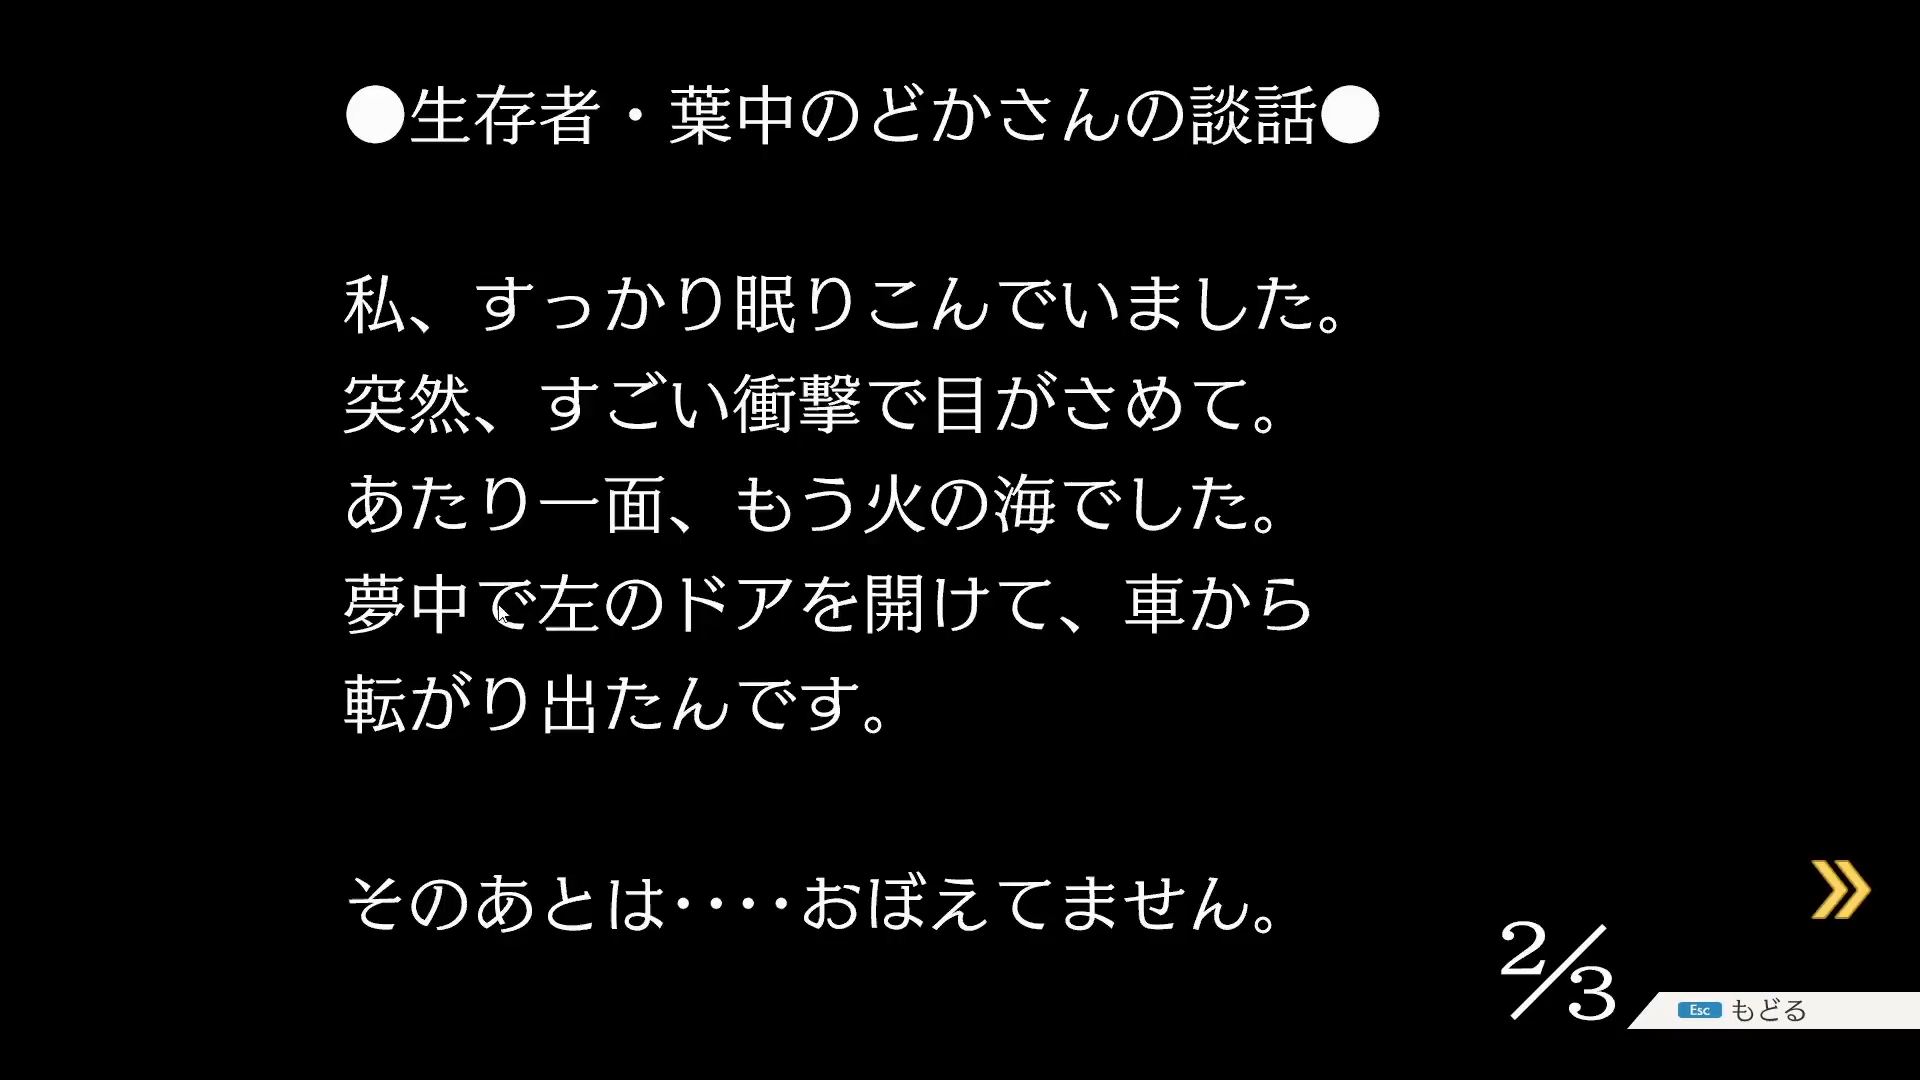 ●生存者・葉中のどかさんの談話●
私、すっかり眠りこんでいました。
突然、すごい衝撃で目がさめて。
あたり一面、もう火の海でした。
夢中で左のドアを開けて、車から
転がり出たんです。
そのあとは‥‥おぼえてません。
2/3
Esc もどる